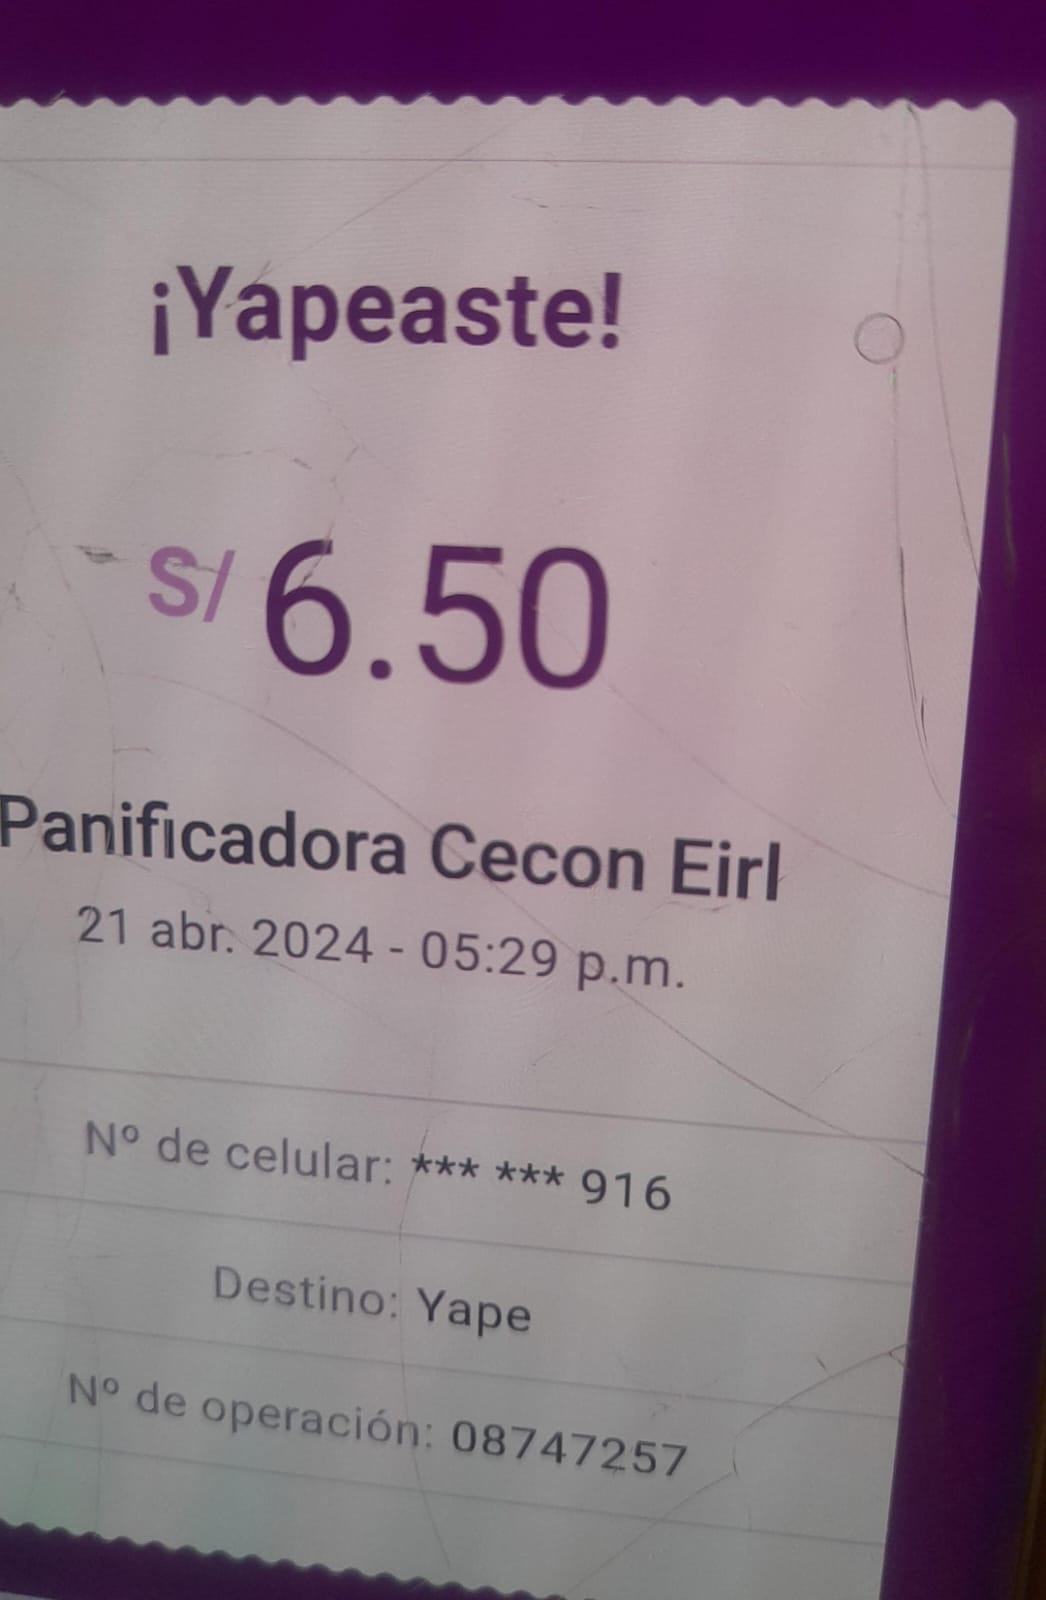 ¡Yapeaste!
S/ 6.50
Panificadora Cecon Eirl
21 abr. 2024 - 05:29 p.m.
Nº de celular: *** *** 916
Destino: Yape
Nº de operación: 08747257